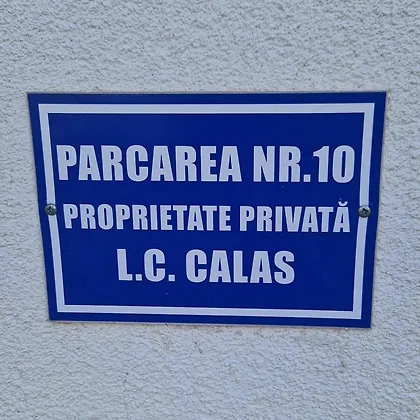 PARCAREA NR.10
PROPRIETATE PRIVATĂ
L.C. CALAS